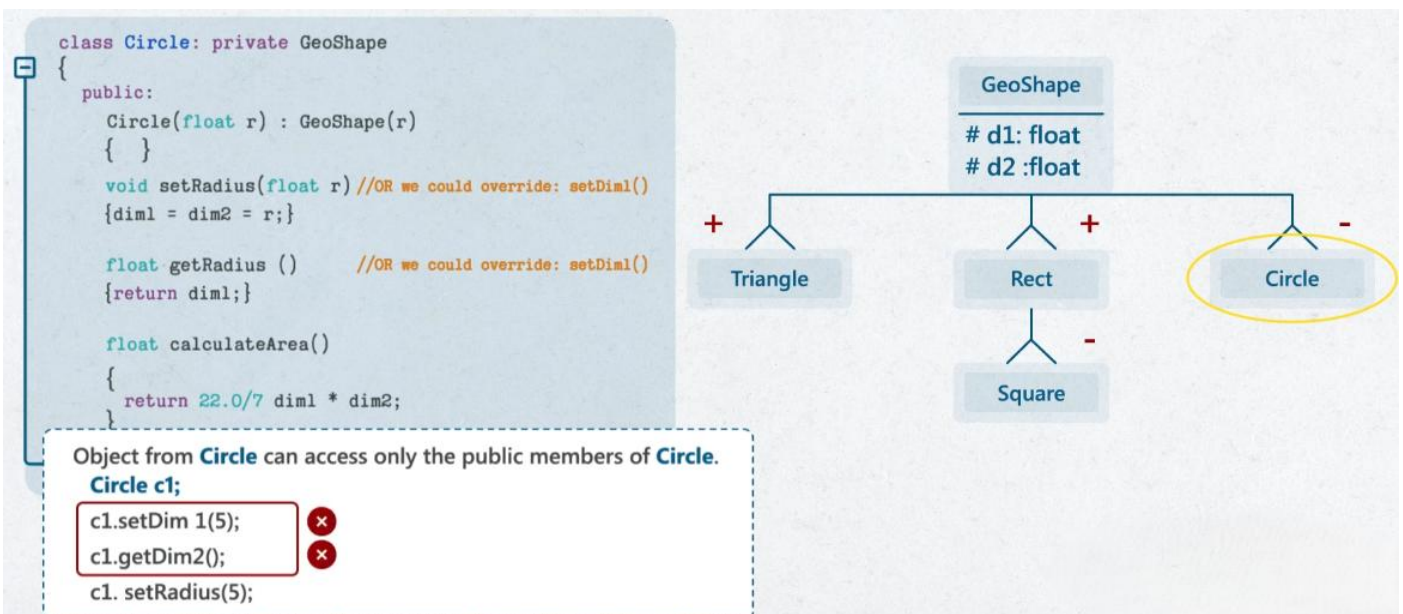 class Circle: private GeoShape
{
public:
Circle(float r) : GeoShape(r)
{ }
void setRadius(float r) //OR we could override: setDim1()
{dim1 = dim2 = r;}
float getRadius () //OR we could override: setDim1()
{return dim1;}
float calculateArea()
{
return 22.0/7 dim1 * dim2;
}
Object from Circle can access only the public members of Circle.
Circle c1;
c1.setDim 1(5);
c1.getDim2();
c1. setRadius(5);
GeoShape
# d1: float
# d2 :float
+ + -
Triangle Rect Circle
-
Square